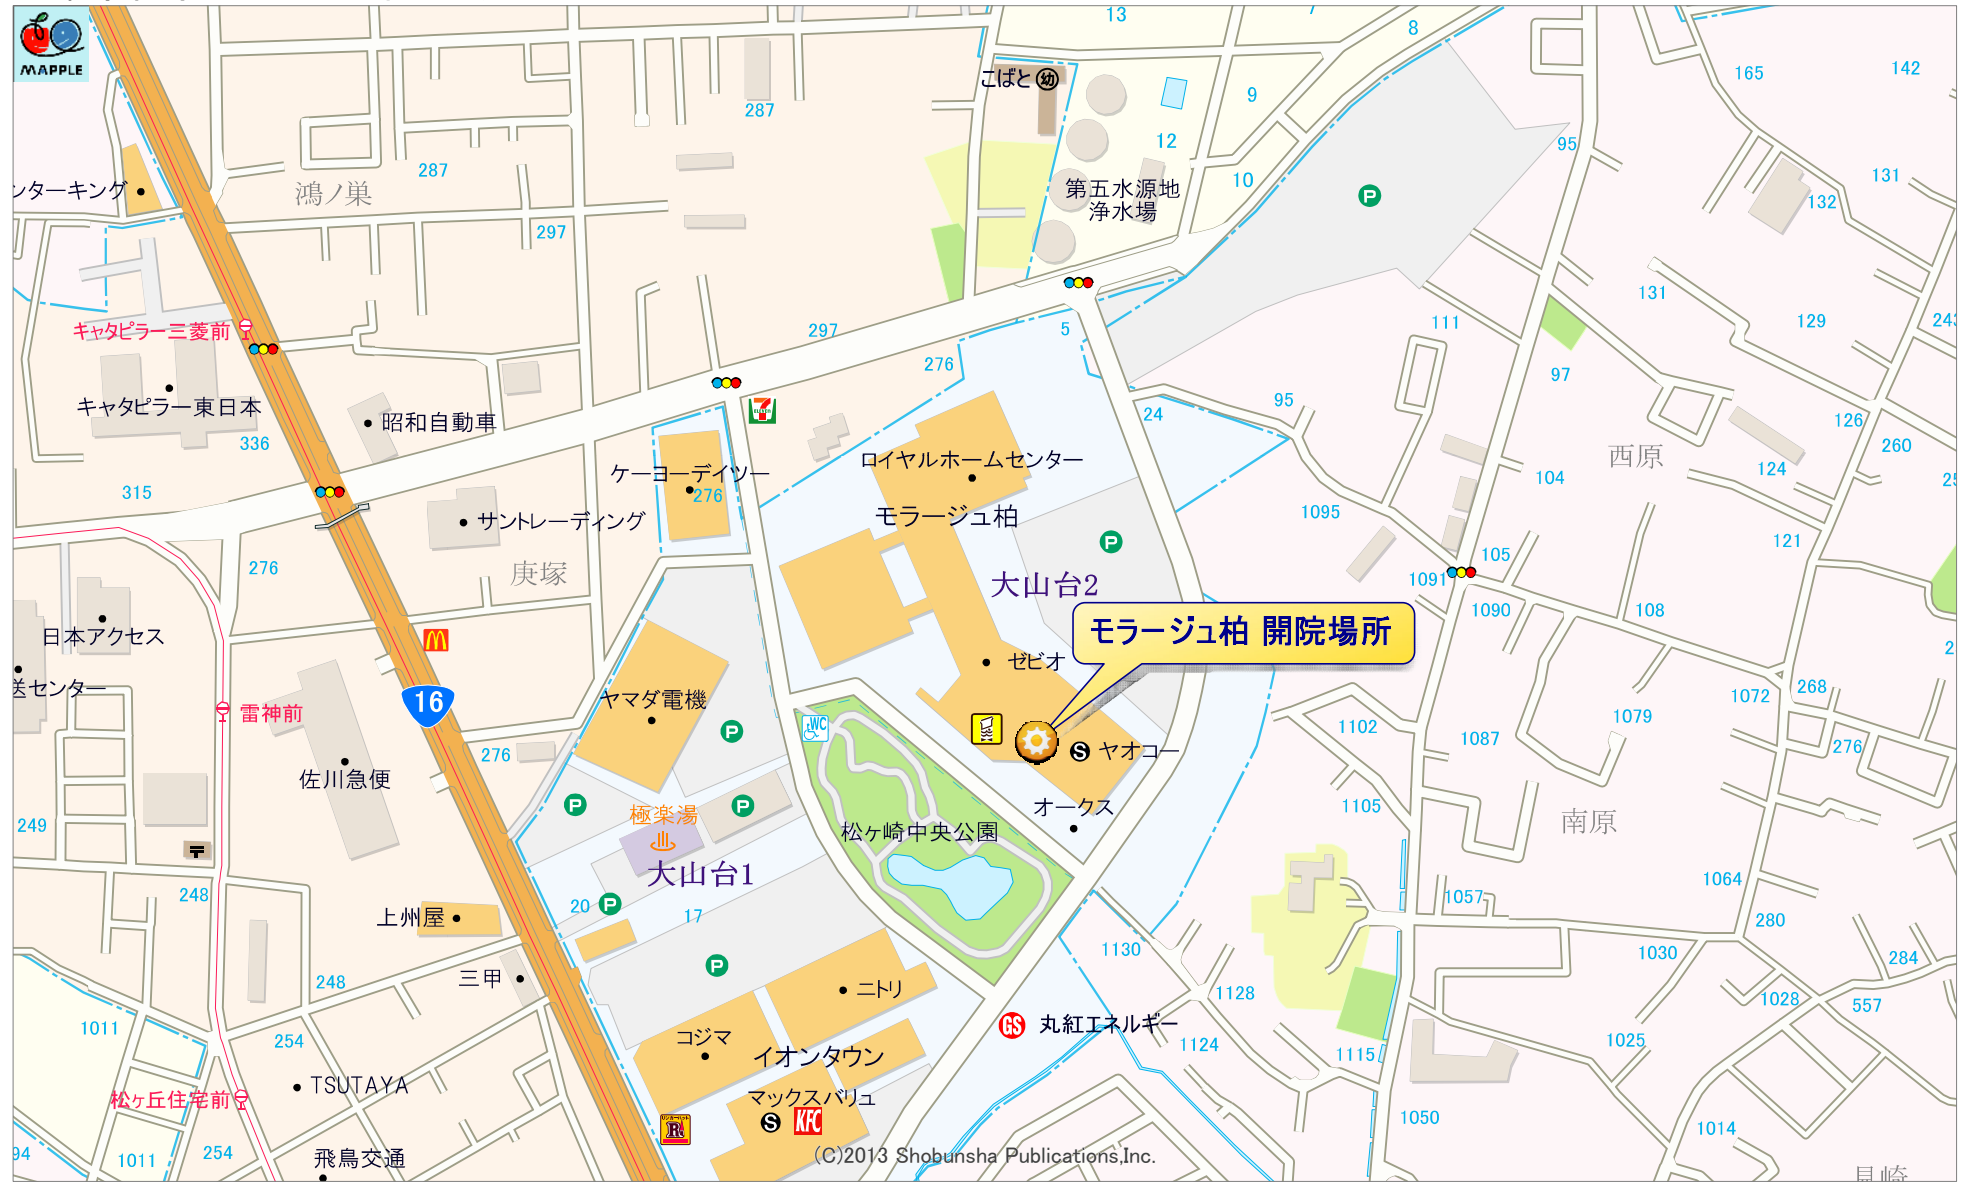 MAPPLE
13
8
7
165
142
9
12
287
287
10
95
131
132
131
129
こばと 幼
第五水源地
浄水場
P
ンターキング
鴻ノ巣
297
297
キャタピラー三菱前
キャタピラー東日本
336
315
昭和自動車
276
5
111
97
126
260
124
121
243
ケーヨーデイツー
276
7 ELEVEN
ロイヤルホームセンター
モラージュ柏
24
95
西原
104
1095
105
サントレーディング
庚塚
276
P
大山台2
1091
1090
108
日本アクセス
送センター
モラージュ柏 開院場所
ゼビオ
16
雷神前
ヤマダ電機
P
WC
S ヤオコー
1102
1087
1079
1072
268
276
佐川急便
276
P
P
極楽湯
大山台1
オークス
松ヶ崎中央公園
1105
南原
249
〒
248
上州屋
20
P
17
1057
1064
280
三甲
248
P
ニトリ
1130
1128
1030
284
1028
557
1025
1011
254
コジマ
イオンタウン
GS 丸紅エネルギー
1124
1115
TSUTAYA
松ヶ丘住宅前
マックスバリュ
S KFC
R
1050
1014
94
1011
254
飛鳥交通
(C)2013 Shobunsha Publications,Inc.